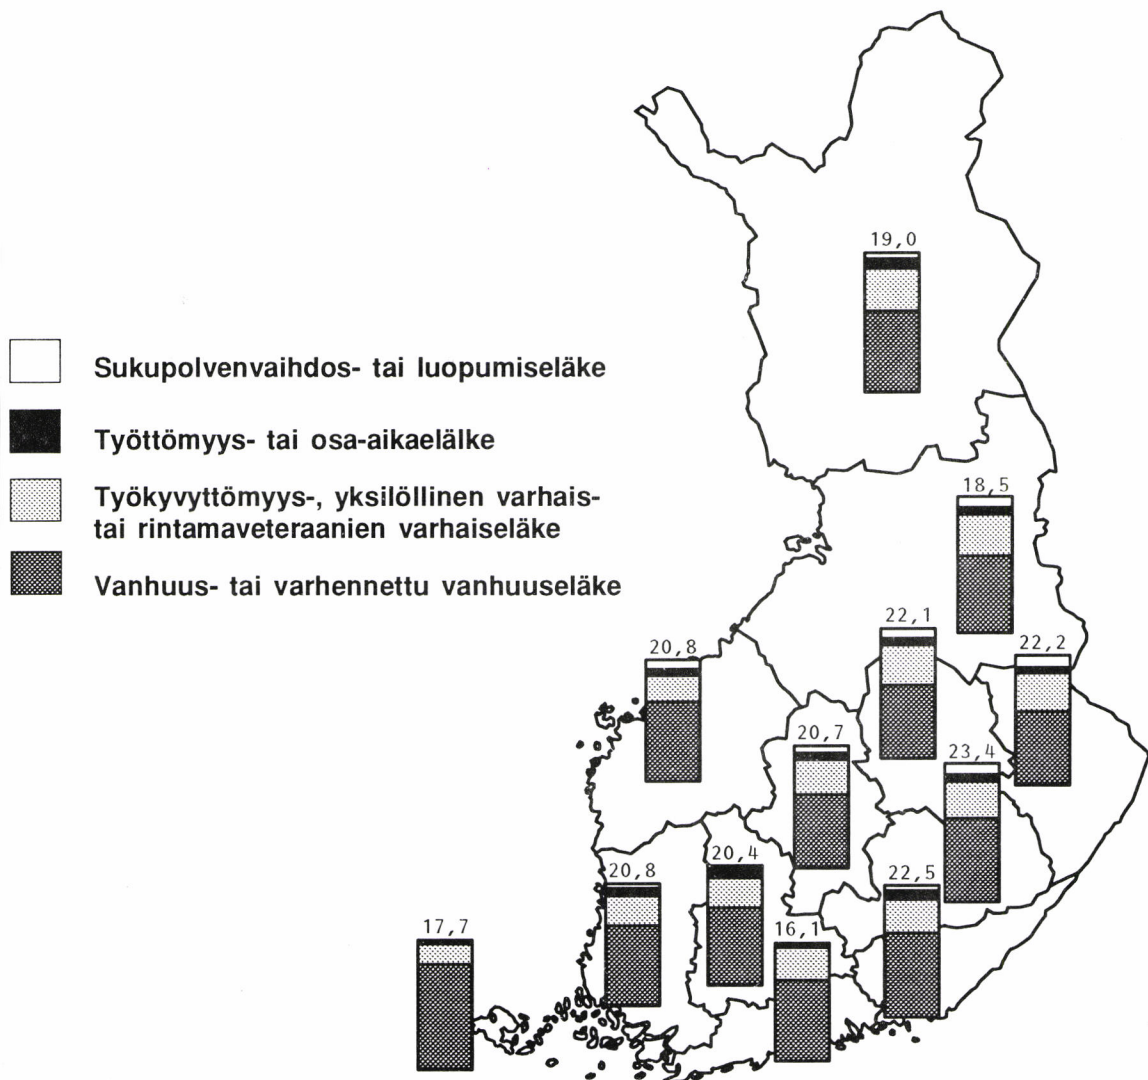 19,0
Sukupolvenvaihdos- tai luopumiseläke
Työttömyys- tai osa-aikaelälke
Työkyvyttömyys-, yksilöllinen varhais-
tai rintamaveteraanien varhaiseläke
Vanhuus- tai varhennettu vanhuuseläke
18,5
22,1
20,8
22,2
20,7
23,4
20,4
20,8
22,5
17,7
16,1